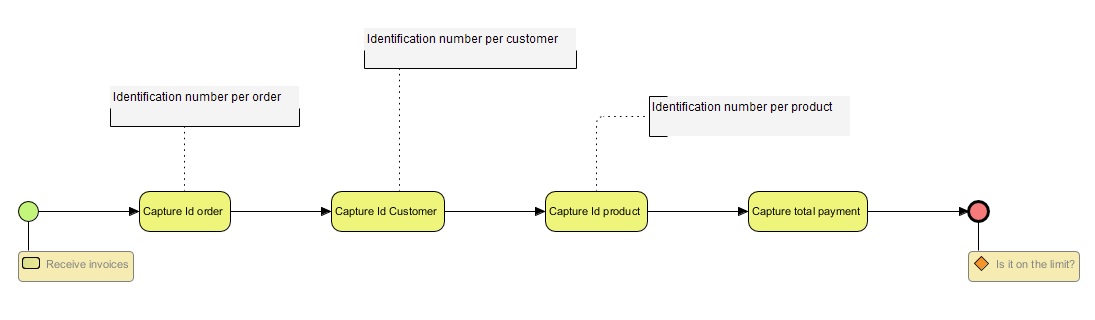 Identification number per customer
Identification number per order
Identification number per product
Capture Id order
Capture Id Customer
Capture Id product
Capture total payment
Receive invoices
Is it on the limit?